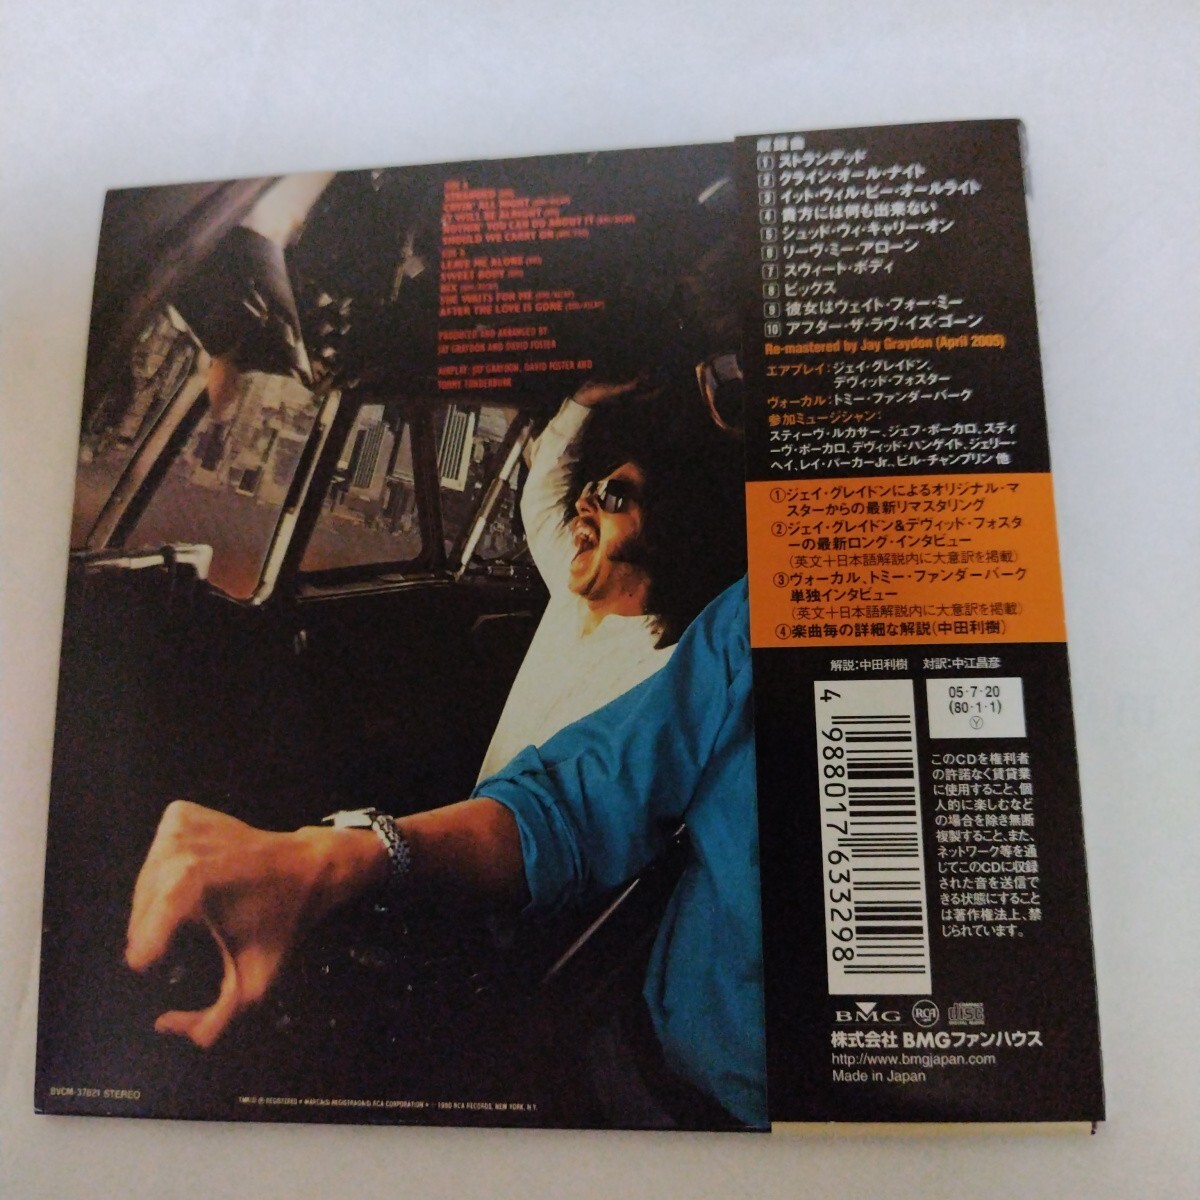 SIDE A
STRANDED
CRYIN' ALL NIGHT
IT WILL BE ALRIGHT
NOTHIN' YOU CAN DO ABOUT IT
SHOULD WE CARRY ON
SIDE B
LEAVE ME ALONE
SWEET BODY
BIX
SHE WAITS FOR ME
AFTER THE LOVE IS GONE
PRODUCED AND ARRANGED BY
JAY GRAYDON AND DAVID FOSTER
AIRPLAY: JAY GRAYDON, DAVID FOSTER AND
TOMMY FUNDERBURK
BVCM-37621 STEREO
TMK(S) ® REGISTERED • MARCA(S) REGISTRADA(S) RCA CORPORATION • © 1980 RCA RECORDS, NEW YORK, N.Y.
収録曲
1 ストランデッド
2 クライン・オール・ナイト
3 イット・ウィル・ビー・オールライト
4 貴方には何も出来ない
5 シュッド・ウィ・キャリー・オン
6 リーヴ・ミー・アローン
7 スウィート・ボディ
8 ビックス
9 彼女はウェイト・フォー・ミー
10 アフター・ザ・ラヴ・イズ・ゴーン
Re-mastered by Jay Graydon (April 2005)
エアプレイ：ジェイ・グレイドン、
デヴィッド・フォスター
ヴォーカル：トミー・ファンダーバーク
参加ミュージシャン：
スティーヴ・ルカサー、ジェフ・ポーカロ、スティ
ーヴ・ポーカロ、デヴィッド・ハンゲイト、ジェリー・
ヘイ、レイ・パーカーJr.、ビル・チャンプリン 他
①ジェイ・グレイドンによるオリジナル・マ
スターからの最新リマスタリング
②ジェイ・グレイドン&デヴィッド・フォスタ
ーの最新ロング・インタビュー
(英文+日本語解説内に大意訳を掲載)
③ヴォーカル、トミー・ファンダーバーク
単独インタビュー
(英文+日本語解説内に大意訳を掲載)
④楽曲毎の詳細な解説(中田利樹)
解説：中田利樹 対訳：中江昌彦
05・7・20
(80・1・1)
Ⓨ
4 988017 633298
このCDを権利者
の許諾なく賃貸業
に使用すること、個
人的に楽しむなど
の場合を除き無断
複製すること、また、
ネットワーク等を通
じてこのCDに収録
された音を送信で
きる状態にすること
は著作権法上、禁
じられています。
BMG RCA COMPACT disc DIGITAL AUDIO
株式会社 BMGファンハウス
http://www.bmgjapan.com
Made in Japan